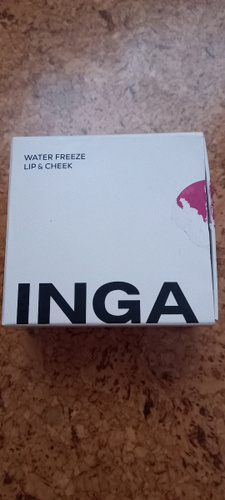 WATER FREEZE
LIP & CHEEK
INGA